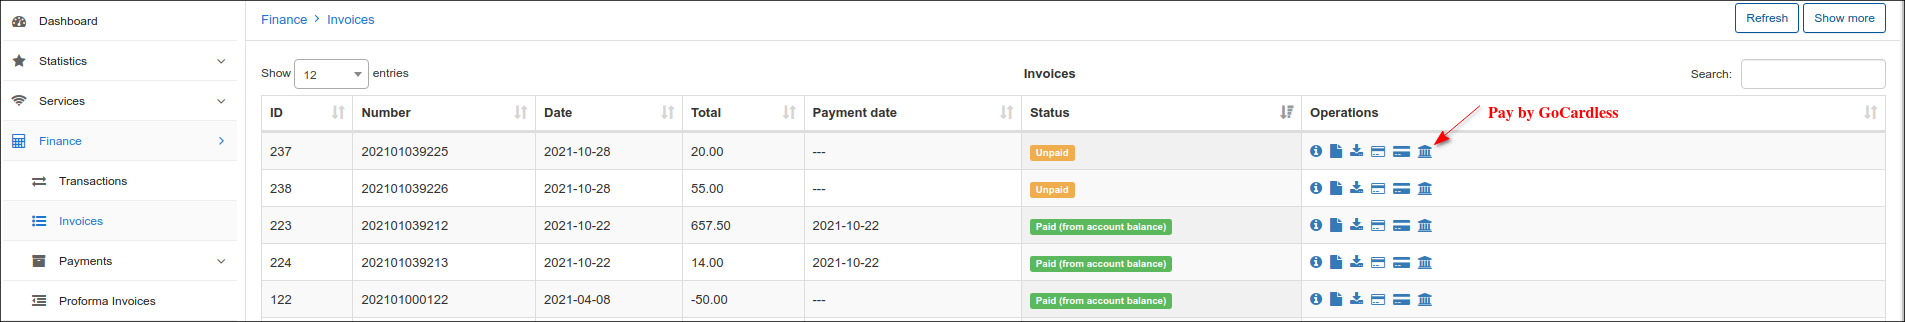 Dashboard
Statistics
Services
Finance
Transactions
Invoices
Payments
Proforma Invoices
Finance > Invoices
Refresh
Show more
Show 12 entries
Invoices
Search:
ID Number Date Total Payment date Status Operations
Pay by GoCardless
237 202101039225 2021-10-28 20.00 --- Unpaid
238 202101039226 2021-10-28 55.00 --- Unpaid
223 202101039212 2021-10-22 657.50 2021-10-22 Paid (from account balance)
224 202101039213 2021-10-22 14.00 2021-10-22 Paid (from account balance)
122 202101000122 2021-04-08 -50.00 --- Paid (from account balance)